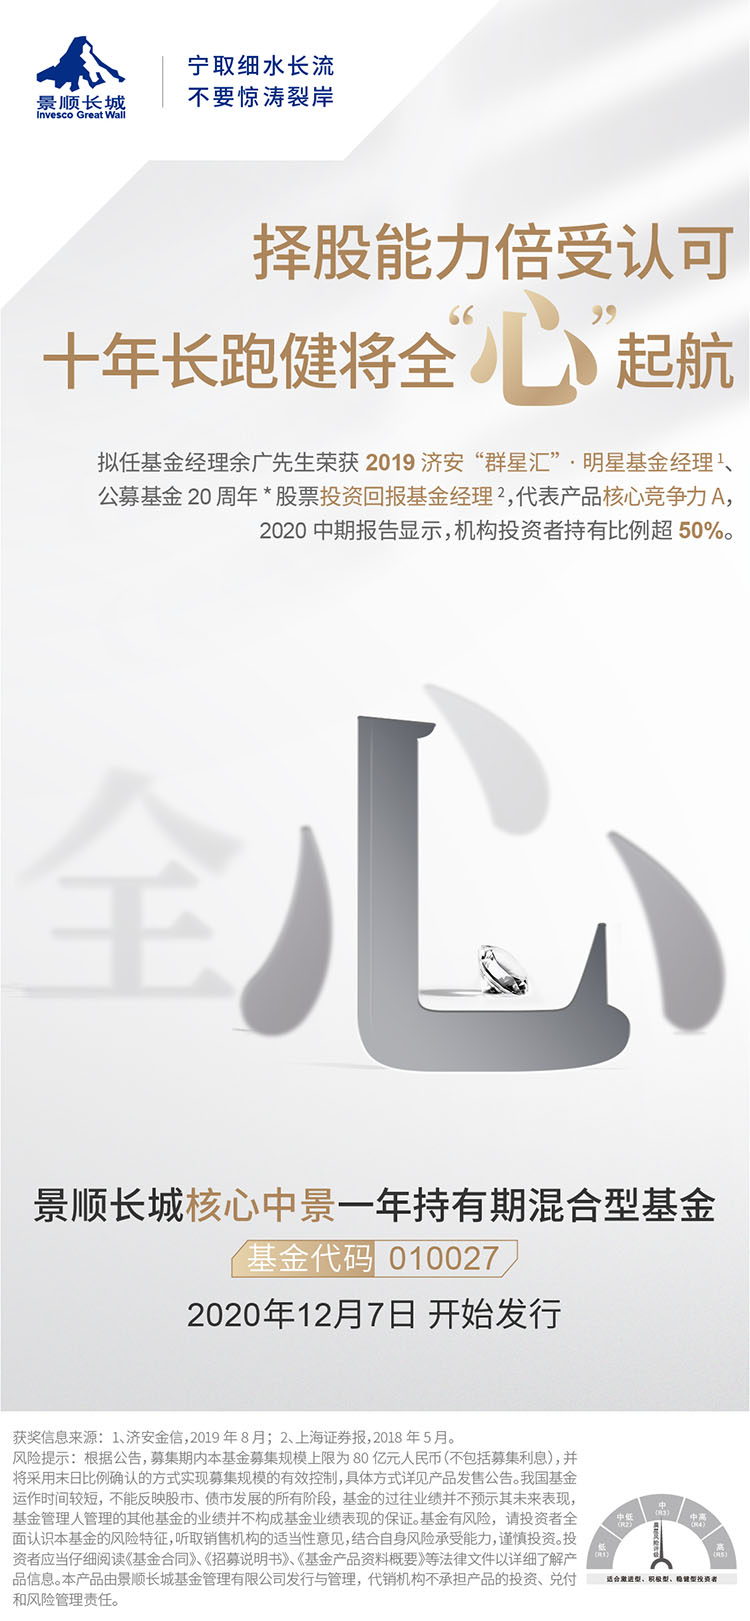 景顺长城
Invesco Great Wall
宁取细水长流
不要惊涛裂岸
择股能力倍受认可
十年长跑健将全“心”起航
拟任基金经理余广先生荣获 2019 济安“群星汇”· 明星基金经理¹、
公募基金 20 周年 * 股票投资回报基金经理²,代表产品核心竞争力 A,
2020 中期报告显示,机构投资者持有比例超 50%。
全心
景顺长城核心中景一年持有期混合型基金
基金代码 010027
2020年12月7日 开始发行
获奖信息来源：1、济安金信,2019 年 8 月；2、上海证券报,2018 年 5 月。
风险提示：根据公告,募集期内本基金募集规模上限为 80 亿元人民币(不包括募集利息),并
将采用末日比例确认的方式实现募集规模的有效控制,具体方式详见产品发售公告。我国基金
运作时间较短，不能反映股市、债市发展的所有阶段，基金的过往业绩并不预示其未来表现,
基金管理人管理的其他基金的业绩并不构成基金业绩表现的保证。基金有风险，请投资者全
面认识本基金的风险特征,听取销售机构的适当性意见,结合自身风险承受能力,谨慎投资。投
资者应当仔细阅读《基金合同》、《招募说明书》、《基金产品资料概要》等法律文件以详细了解产
品信息。本产品由景顺长城基金管理有限公司发行与管理，代销机构不承担产品的投资、兑付
和风险管理责任。
低
(R1)
中低
(R2)
中
(R3)
中高
(R4)
高
(R5)
适合激进型、积极型、稳健型投资者